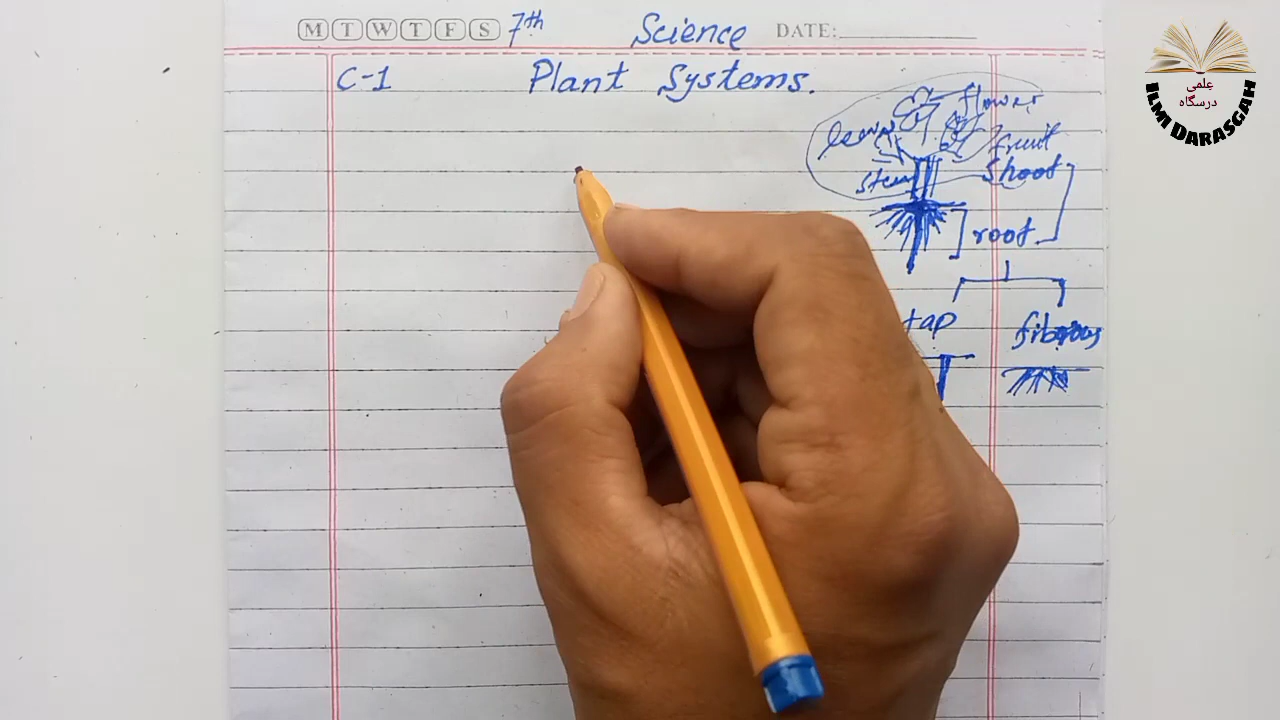 M T W T F S 7th Science DATE:
C-1 Plant Systems.
flower
leaves
fruit
stem
shoot
root
tap fibrous
علمی
درسگاہ
ILMI DARASGAH